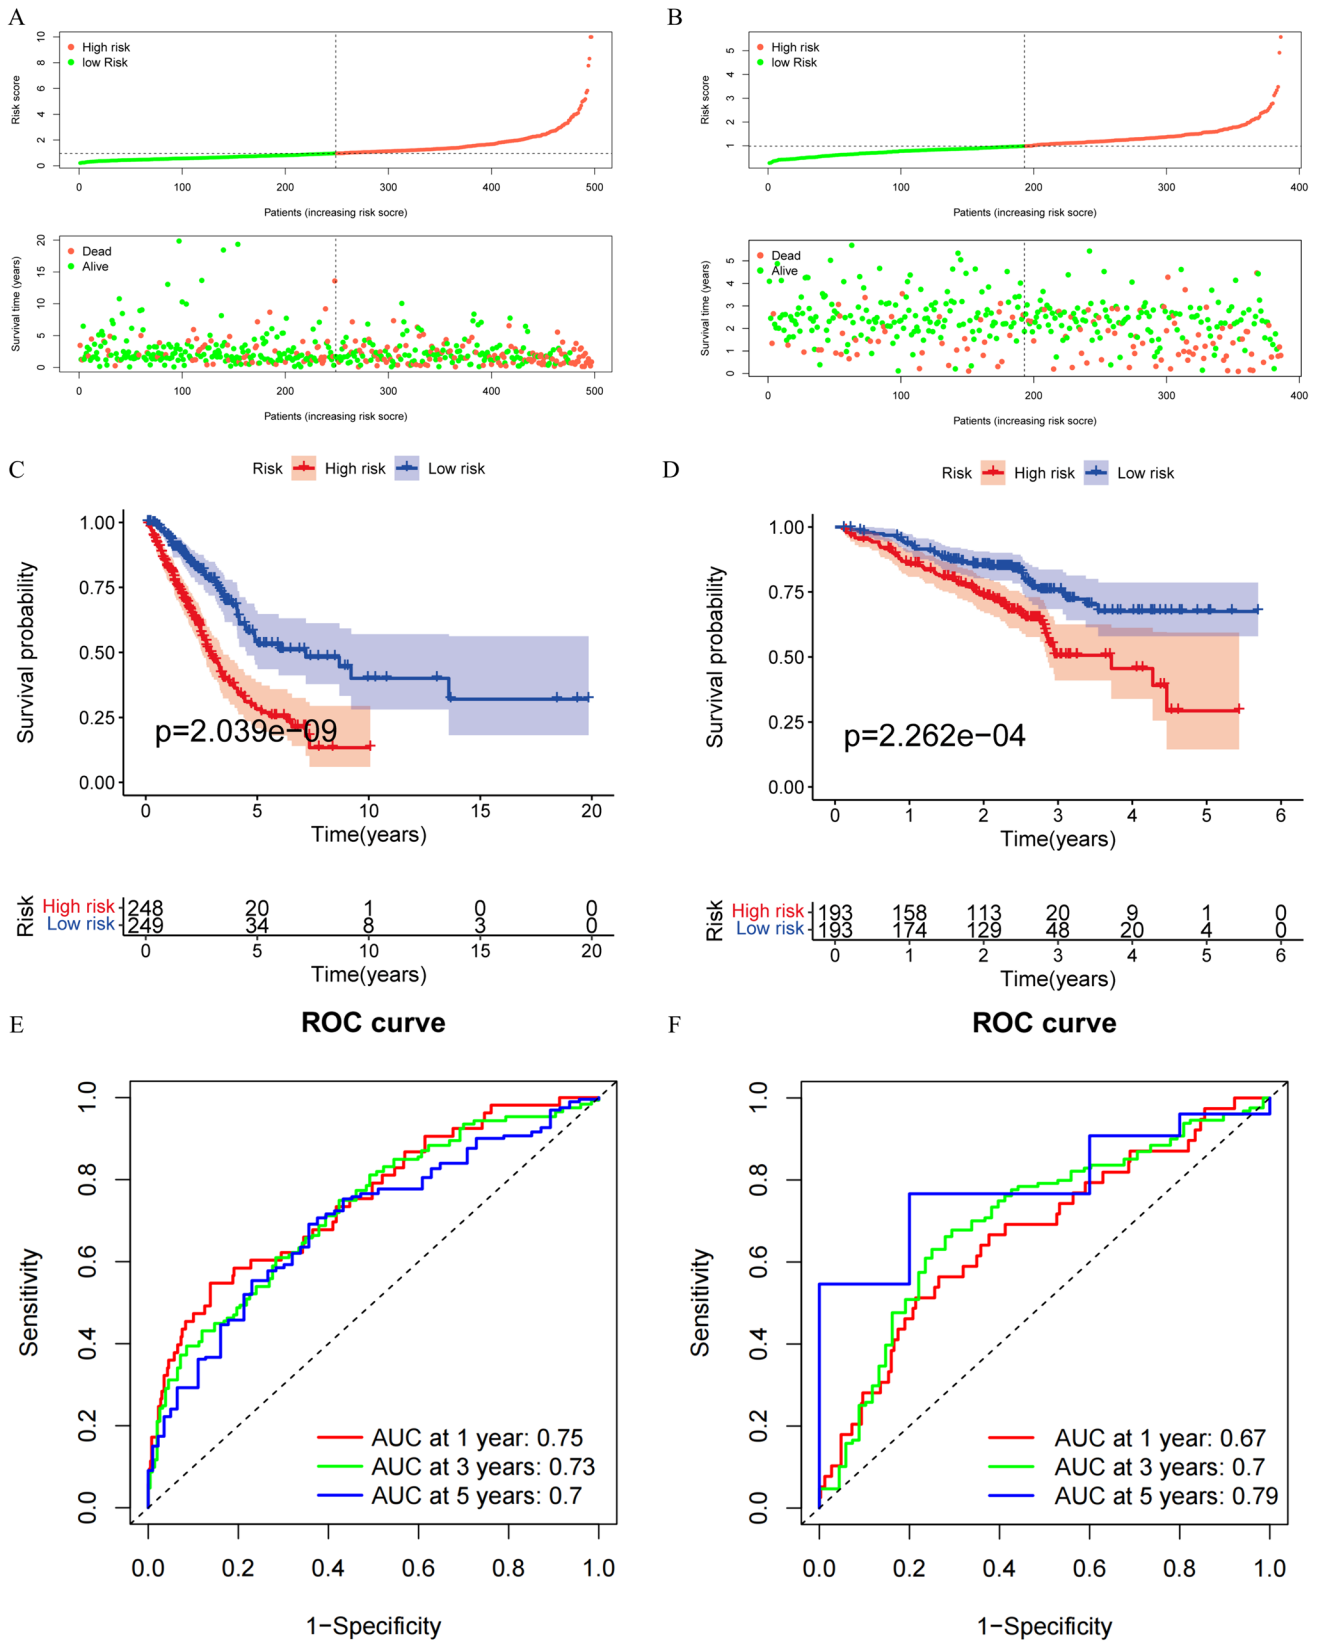 A
B
High risk
low Risk
Risk score
0 2 4 6 8 10
0 100 200 300 400 500
Patients (increasing risk socre)
High risk
low Risk
Risk score
1 2 3 4 5
0 100 200 300 400
Patients (increasing risk socre)
Dead
Alive
Survival time (years)
0 5 10 15 20
0 100 200 300 400 500
Patients (increasing risk socre)
Dead
Alive
Survival time (years)
0 1 2 3 4 5
0 100 200 300 400
Patients (increasing risk socre)
C
Risk High risk Low risk
Survival probability
1.00
0.75
0.50
0.25
0.00
p=2.039e−09
0 5 10 15 20
Time(years)
Risk
High risk 248 20 1 0 0
Low risk 249 34 8 3 0
0 5 10 15 20
Time(years)
D
Risk High risk Low risk
Survival probability
1.00
0.75
0.50
0.25
0.00
p=2.262e−04
0 1 2 3 4 5 6
Time(years)
Risk
High risk 193 158 113 20 9 1 0
Low risk 193 174 129 48 20 4 0
0 1 2 3 4 5 6
Time(years)
E
ROC curve
Sensitivity
0.0 0.2 0.4 0.6 0.8 1.0
AUC at 1 year: 0.75
AUC at 3 years: 0.73
AUC at 5 years: 0.7
0.0 0.2 0.4 0.6 0.8 1.0
1−Specificity
F
ROC curve
Sensitivity
0.0 0.2 0.4 0.6 0.8 1.0
AUC at 1 year: 0.67
AUC at 3 years: 0.7
AUC at 5 years: 0.79
0.0 0.2 0.4 0.6 0.8 1.0
1−Specificity